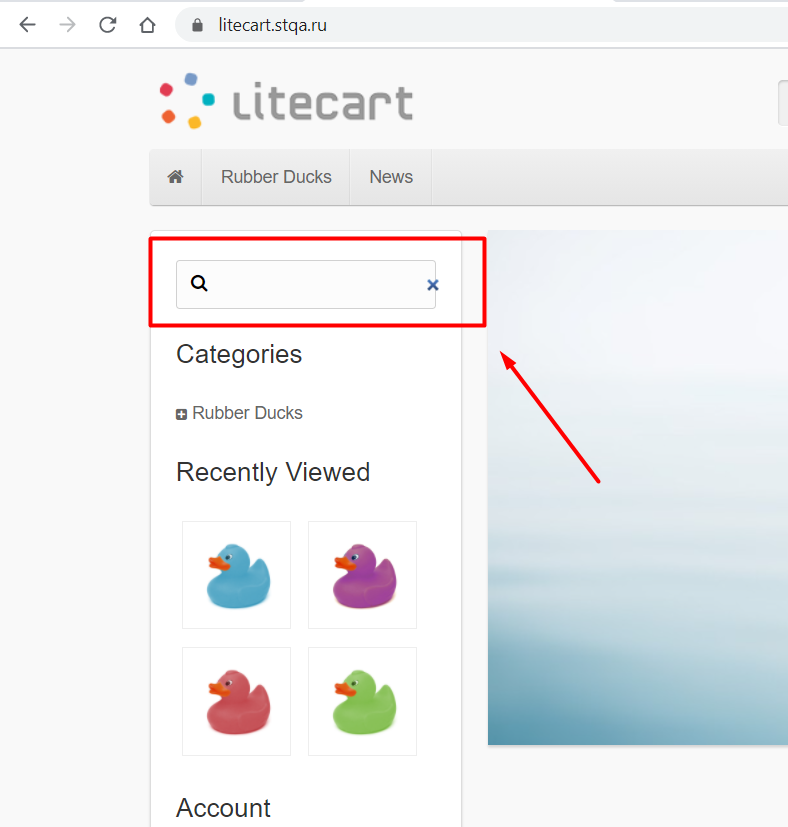 litecart.stqa.ru
litecart
Rubber Ducks
News
Categories
Rubber Ducks
Recently Viewed
Account